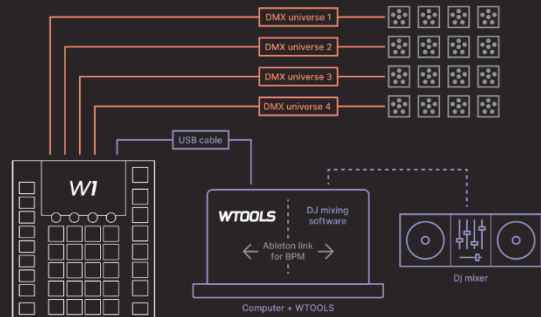 DMX universe 1
DMX universe 2
DMX universe 3
DMX universe 4
USB cable
W1
WTOOLS
DJ mixing
software
Ableton link
for BPM
Dj mixer
Computer + WTOOLS